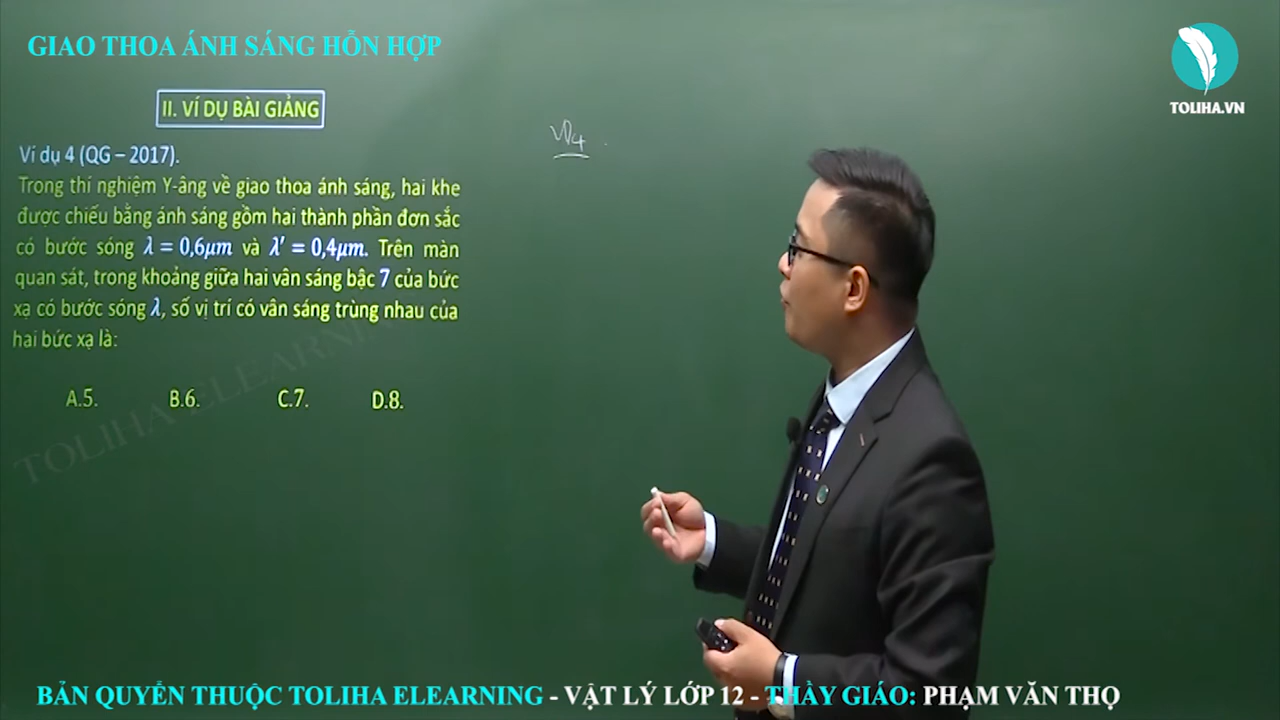 GIAO THOA ÁNH SÁNG HỖN HỢP
TOLIHA.VN
II. VÍ DỤ BÀI GIẢNG
VD4
Ví dụ 4 (QG – 2017).
Trong thí nghiệm Y-âng về giao thoa ánh sáng, hai khe
được chiếu bằng ánh sáng gồm hai thành phần đơn sắc
có bước sóng λ = 0,6μm và λ′ = 0,4μm. Trên màn
quan sát, trong khoảng giữa hai vân sáng bậc 7 của bức
xạ có bước sóng λ, số vị trí có vân sáng trùng nhau của
hai bức xạ là:
A.5. B.6. C.7. D.8.
TOLIHA ELEARNING
BẢN QUYỀN THUỘC TOLIHA ELEARNING - VẬT LÝ LỚP 12 - THẦY GIÁO: PHẠM VĂN THỌ